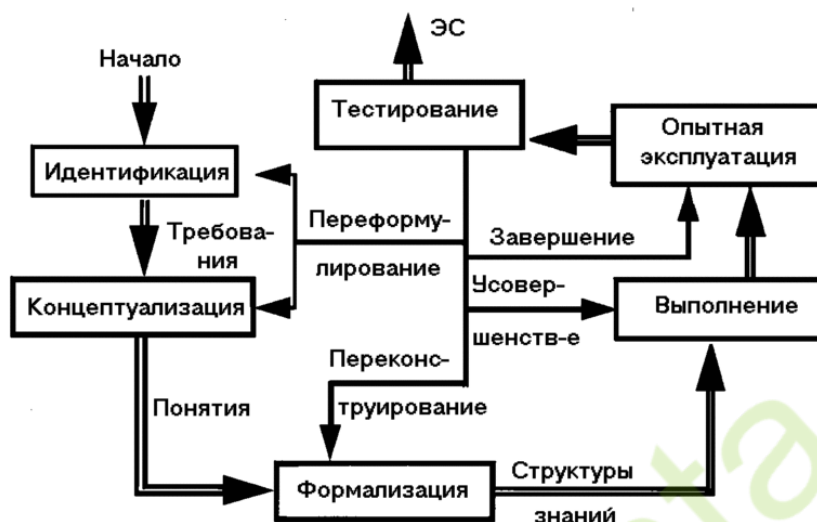 ЭС
Начало
Тестирование
Опытная
эксплуатация
Идентификация
Переформу-
лирование
Требова-
ния
Завершение
Концептуализация
Усовер-
шенств-е
Выполнение
Переконс-
труирование
Понятия
Формализация
Структуры
знаний